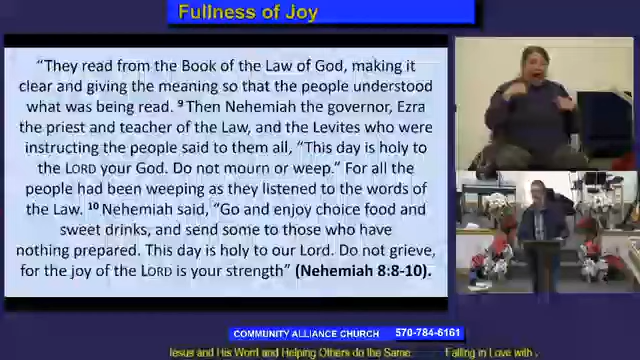 Fullness of Joy
“They read from the Book of the Law of God, making it
clear and giving the meaning so that the people understood
what was being read. ⁹ Then Nehemiah the governor, Ezra
the priest and teacher of the Law, and the Levites who were
instructing the people said to them all, “This day is holy to
the LORD your God. Do not mourn or weep.” For all the
people had been weeping as they listened to the words of
the Law. ¹⁰ Nehemiah said, “Go and enjoy choice food and
sweet drinks, and send some to those who have
nothing prepared. This day is holy to our Lord. Do not grieve,
for the joy of the LORD is your strength” (Nehemiah 8:8-10).
COMMUNITY ALLIANCE CHURCH 570-784-6161
Jesus and His Word and Helping Others do the Same. Falling in Love with